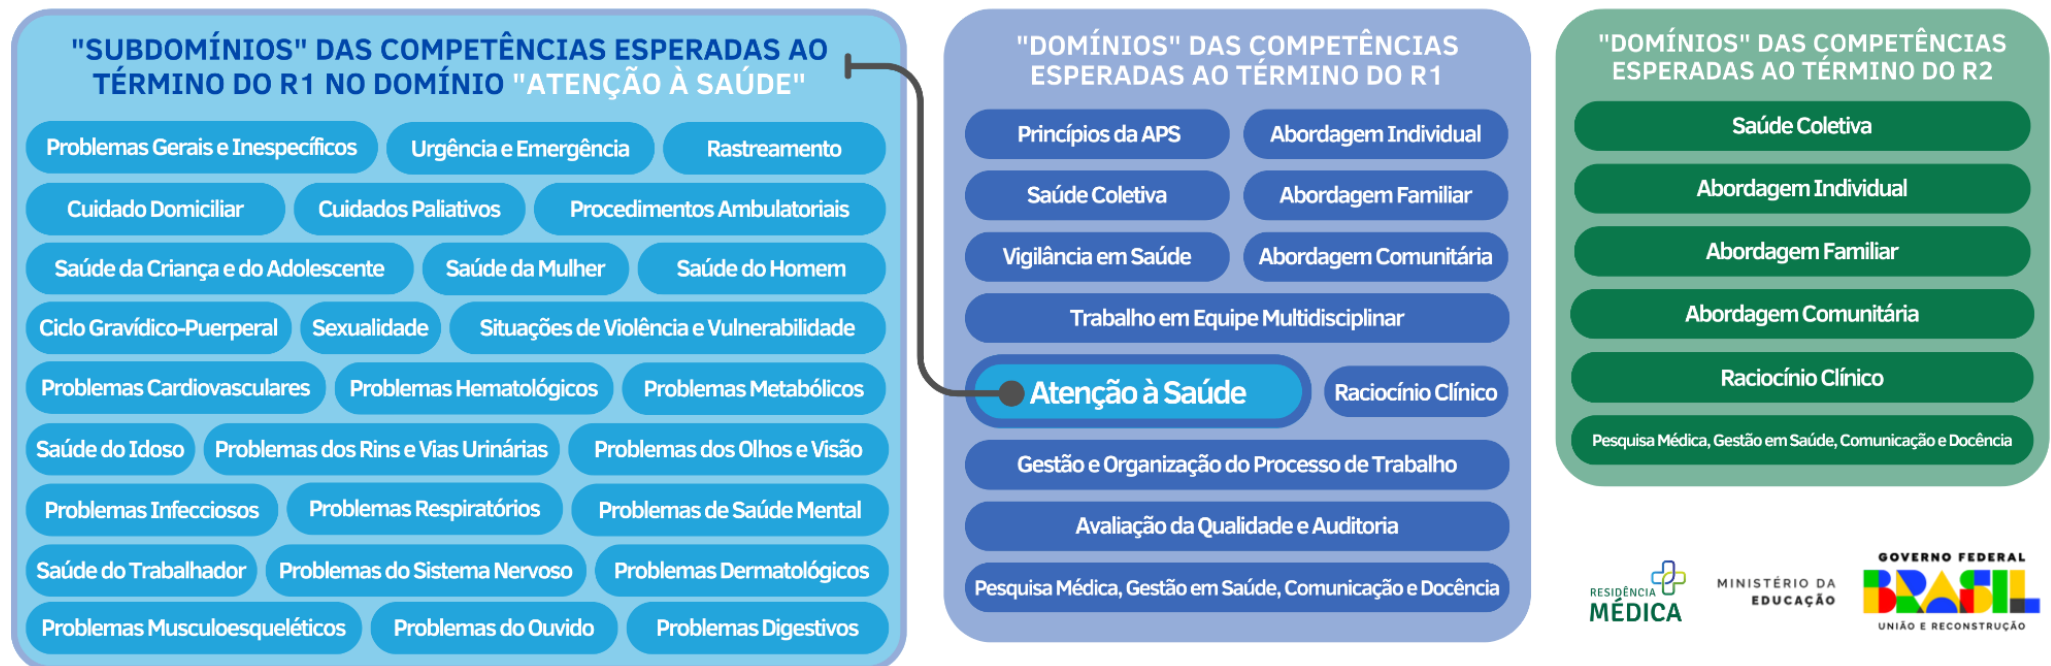 "SUBDOMÍNIOS" DAS COMPETÊNCIAS ESPERADAS AO
TÉRMINO DO R1 NO DOMÍNIO "ATENÇÃO À SAÚDE"
Problemas Gerais e Inespecíficos
Urgência e Emergência
Rastreamento
Cuidado Domiciliar
Cuidados Paliativos
Procedimentos Ambulatoriais
Saúde da Criança e do Adolescente
Saúde da Mulher
Saúde do Homem
Ciclo Gravídico-Puerperal
Sexualidade
Situações de Violência e Vulnerabilidade
Problemas Cardiovasculares
Problemas Hematológicos
Problemas Metabólicos
Saúde do Idoso
Problemas dos Rins e Vias Urinárias
Problemas dos Olhos e Visão
Problemas Infecciosos
Problemas Respiratórios
Problemas de Saúde Mental
Saúde do Trabalhador
Problemas do Sistema Nervoso
Problemas Dermatológicos
Problemas Musculoesqueléticos
Problemas do Ouvido
Problemas Digestivos
"DOMÍNIOS" DAS COMPETÊNCIAS
ESPERADAS AO TÉRMINO DO R1
Princípios da APS
Abordagem Individual
Saúde Coletiva
Abordagem Familiar
Vigilância em Saúde
Abordagem Comunitária
Trabalho em Equipe Multidisciplinar
Atenção à Saúde
Raciocínio Clínico
Gestão e Organização do Processo de Trabalho
Avaliação da Qualidade e Auditoria
Pesquisa Médica, Gestão em Saúde, Comunicação e Docência
"DOMÍNIOS" DAS COMPETÊNCIAS
ESPERADAS AO TÉRMINO DO R2
Saúde Coletiva
Abordagem Individual
Abordagem Familiar
Abordagem Comunitária
Raciocínio Clínico
Pesquisa Médica, Gestão em Saúde, Comunicação e Docência
RESIDÊNCIA
MÉDICA
MINISTÉRIO DA
EDUCAÇÃO
GOVERNO FEDERAL
BRASIL
UNIÃO E RECONSTRUÇÃO